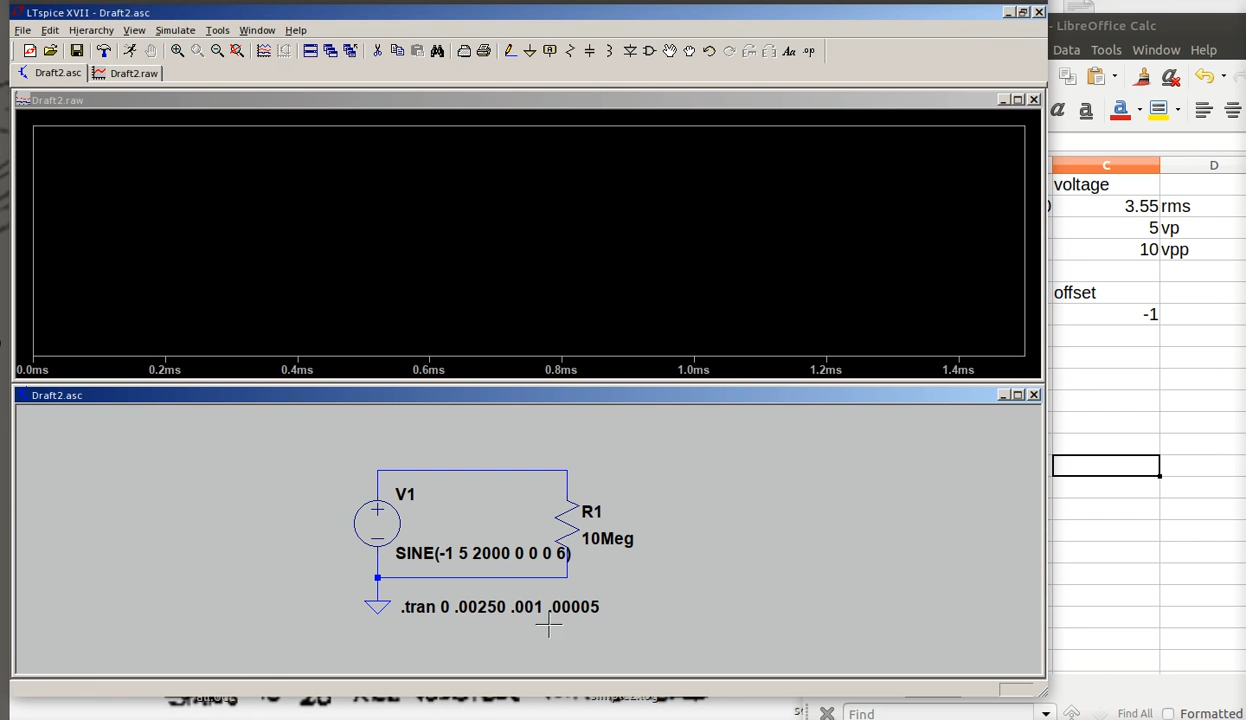 LTspice XVII - Draft2.asc
File Edit Hierarchy View Simulate Tools Window Help
Aa .op
Draft2.asc Draft2.raw
Draft2.raw
0.0ms 0.2ms 0.4ms 0.6ms 0.8ms 1.0ms 1.2ms 1.4ms
Draft2.asc
V1
R1
10Meg
SINE(-1 5 2000 0 0 0 6)
.tran 0 .00250 .001 .00005
- LibreOffice Calc
Data Tools Window Help
C D
voltage
3.55 rms
5 vp
10 vpp
offset
-1
Find
Find All Formatted